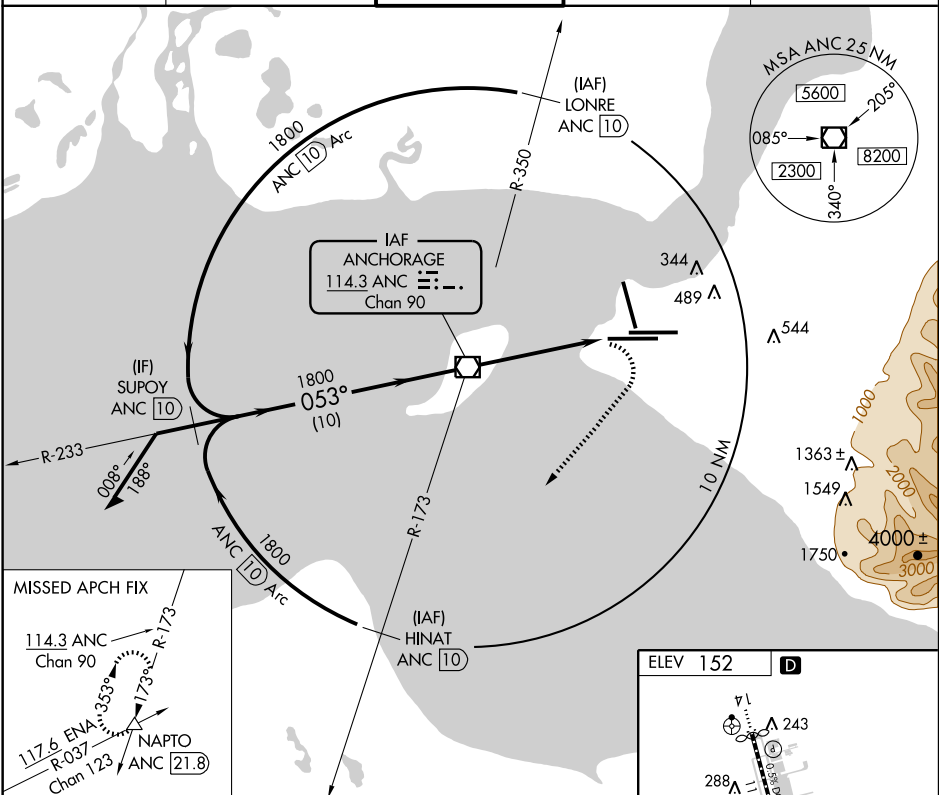 MSA ANC 25 NM
5600
205°
085°
8200
2300
340°
(IAF)
LONRE
ANC 10
1800
ANC 10 Arc
R-350
IAF
ANCHORAGE
114.3 ANC
Chan 90
344
489
544
(IF)
SUPOY
ANC 10
1800
053°
(10)
R-233
008°
188°
10 NM
1000
1363 ±
2000
1549
4000 ±
1750
3000
R-173
1800
ANC 10 Arc
(IAF)
HINAT
ANC 10
MISSED APCH FIX
114.3 ANC
Chan 90
R-173
353°
173°
117.6 ENA
R-037
Chan 123
NAPTO
ANC 21.8
ELEV 152
D
14
243
P
288